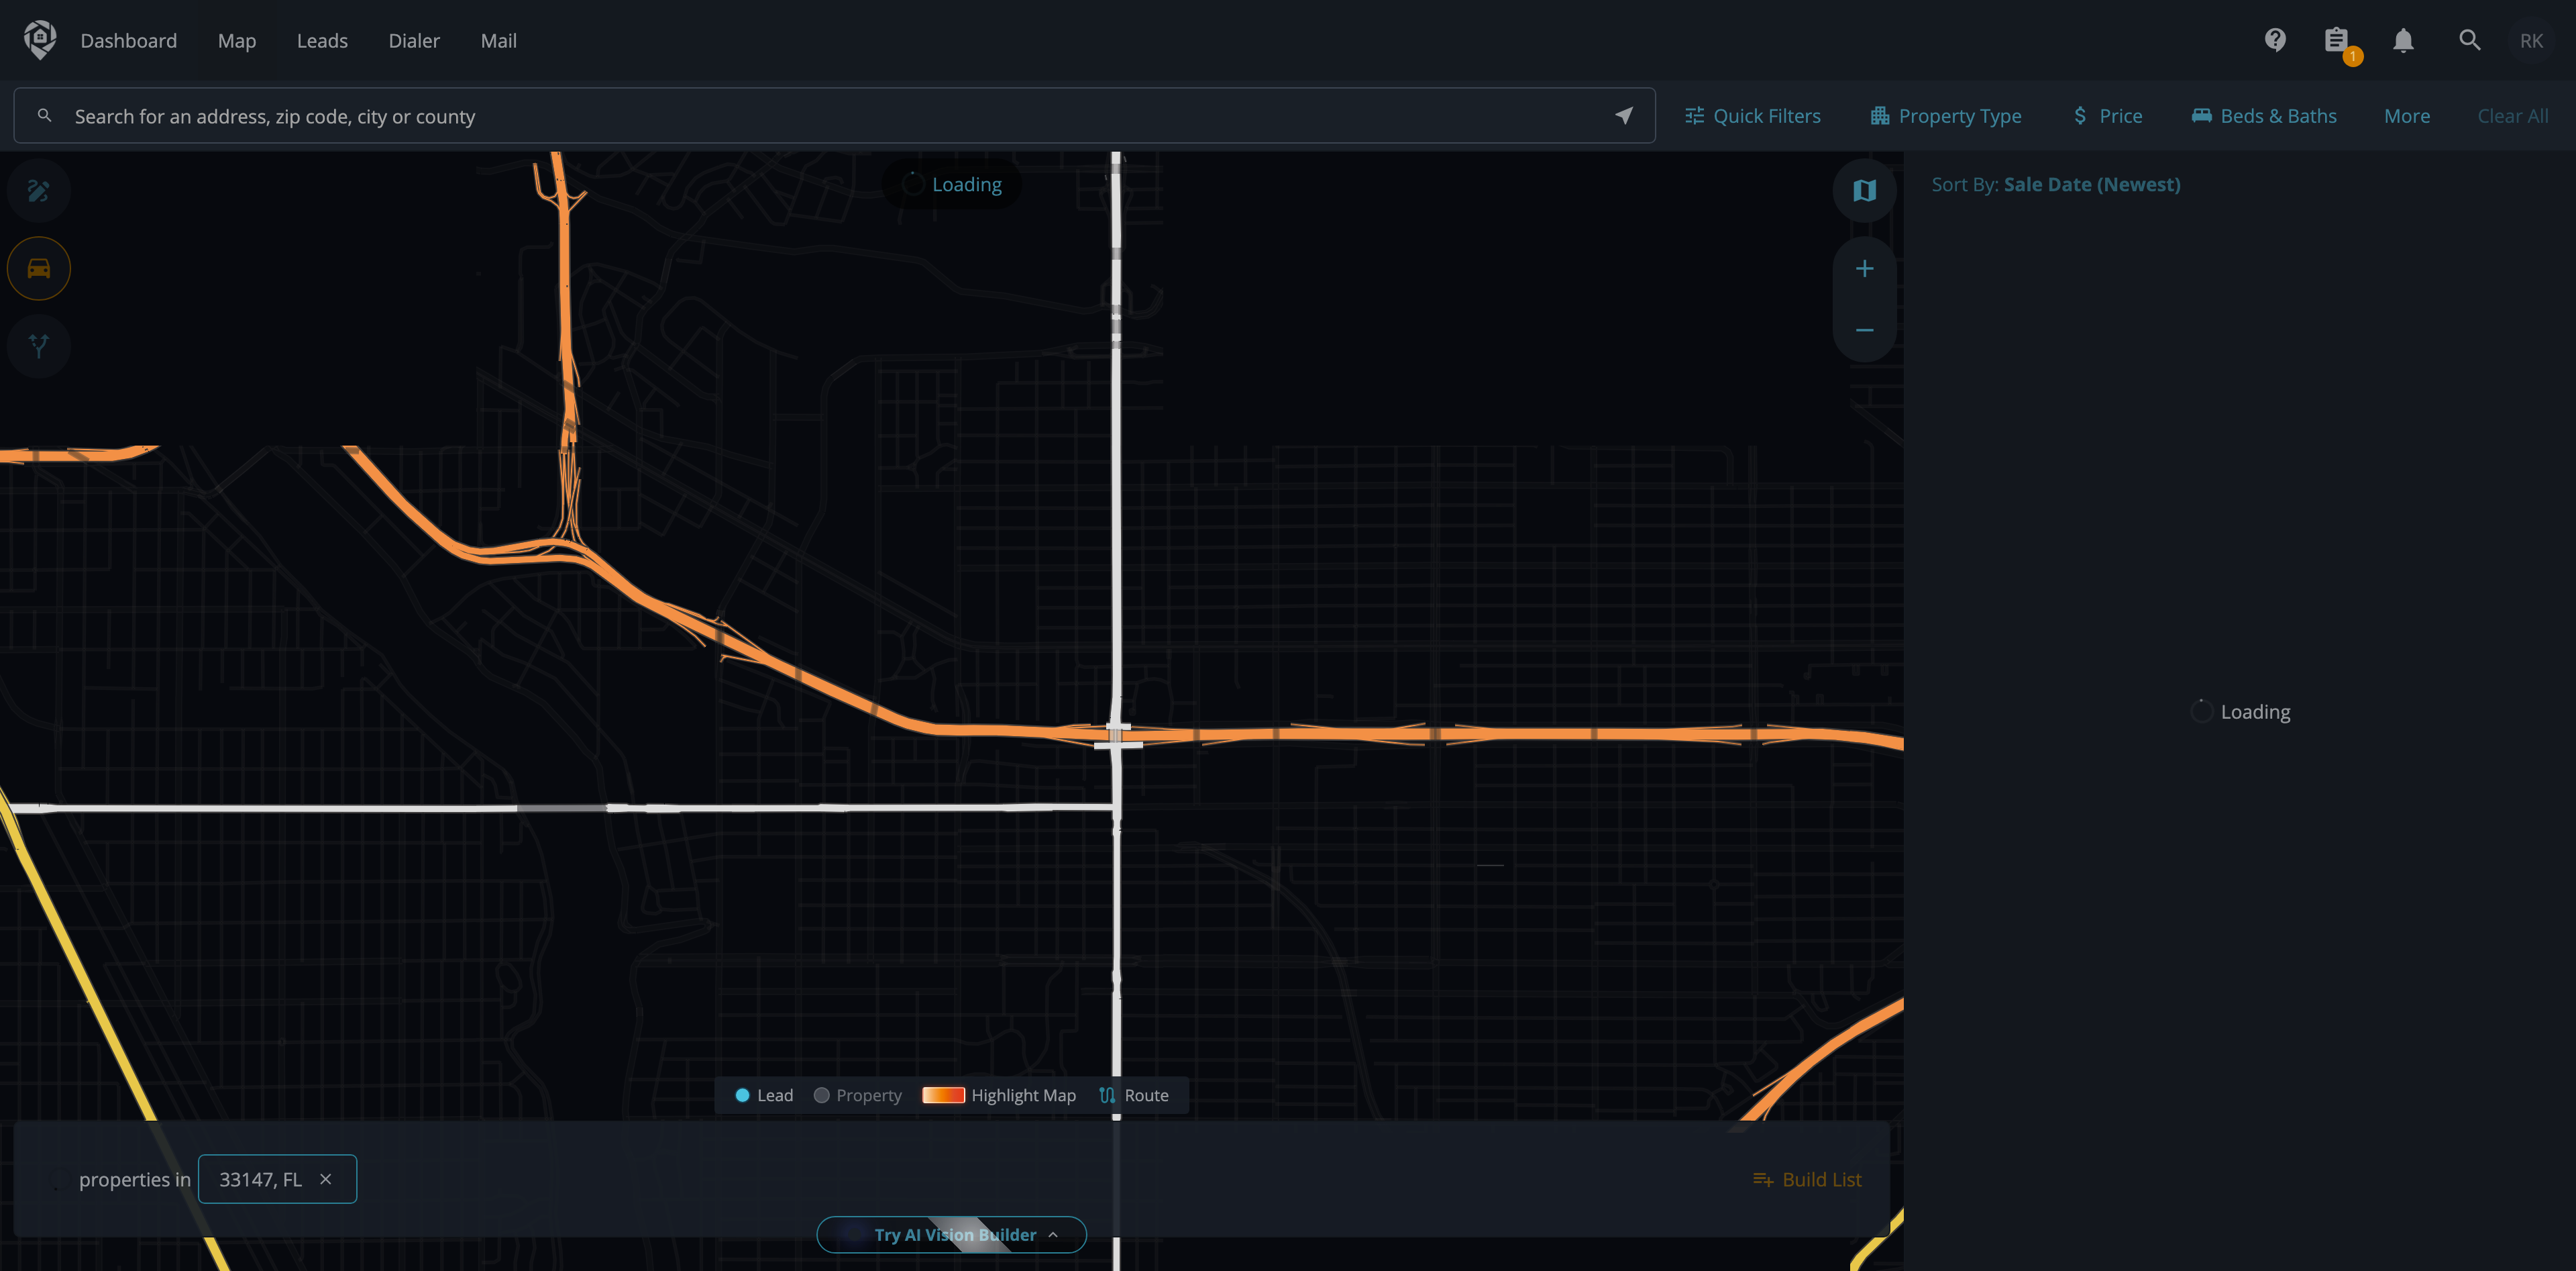 Dashboard Map Leads Dialer Mail
1
RK
Search for an address, zip code, city or county
Quick Filters Property Type Price Beds & Baths More Clear All
Loading
Sort By: Sale Date (Newest)
Loading
Lead Property Highlight Map Route
properties in 33147, FL
Build List
Try AI Vision Builder